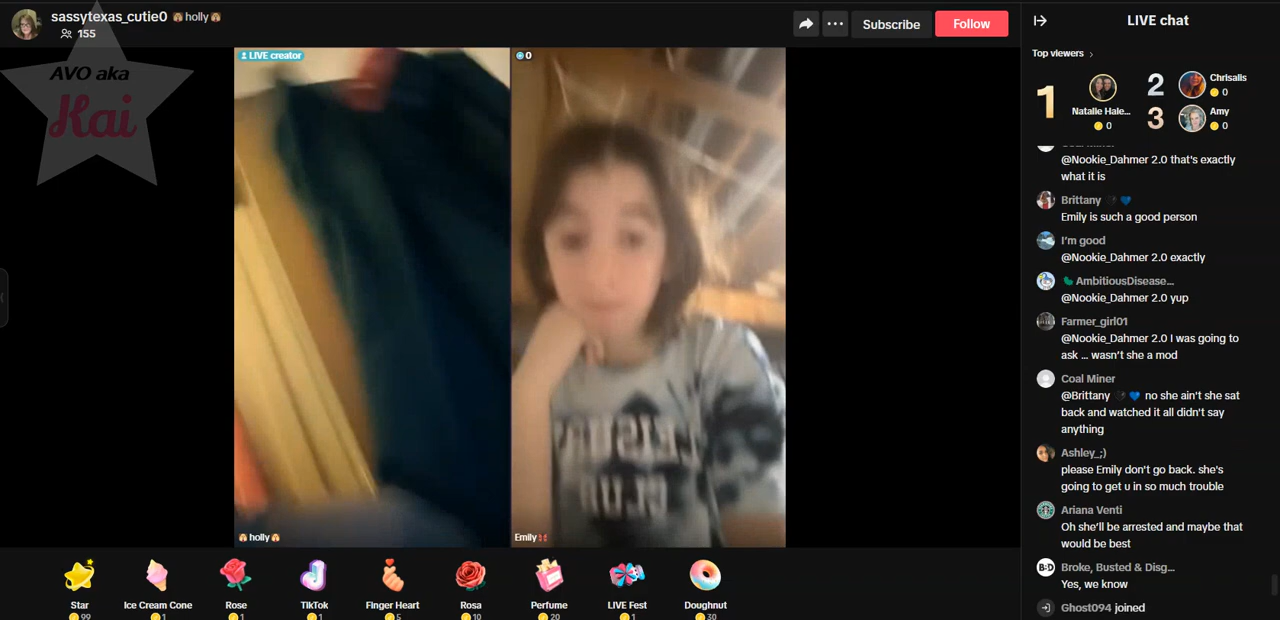 sassytexas_cutie0 🙈holly🙈
155
AVO aka
Kai
Subscribe
Follow
LIVE creator
0
🙈holly🙈
Emily
Star
99
Ice Cream Cone
1
Rose
1
TikTok
1
Finger Heart
5
Rosa
10
Perfume
20
LIVE Fest
1
Doughnut
30
LIVE chat
Top viewers
1
Natalie Hale...
0
2
Chrisalis
0
3
Amy
0
@Nookie_Dahmer 2.0 that's exactly
what it is
Brittany 🖤💙
Emily is such a good person
I'm good
@Nookie_Dahmer 2.0 exactly
AmbitiousDisease...
@Nookie_Dahmer 2.0 yup
Farmer_girl01
@Nookie_Dahmer 2.0 I was going to
ask ... wasn't she a mod
Coal Miner
@Brittany 🖤💙 no she ain't she sat
back and watched it all didn't say
anything
Ashley_;)
please Emily don't go back. she's
going to get u in so much trouble
Ariana Venti
Oh she'll be arrested and maybe that
would be best
Broke, Busted & Disg...
Yes, we know
Ghost094 joined